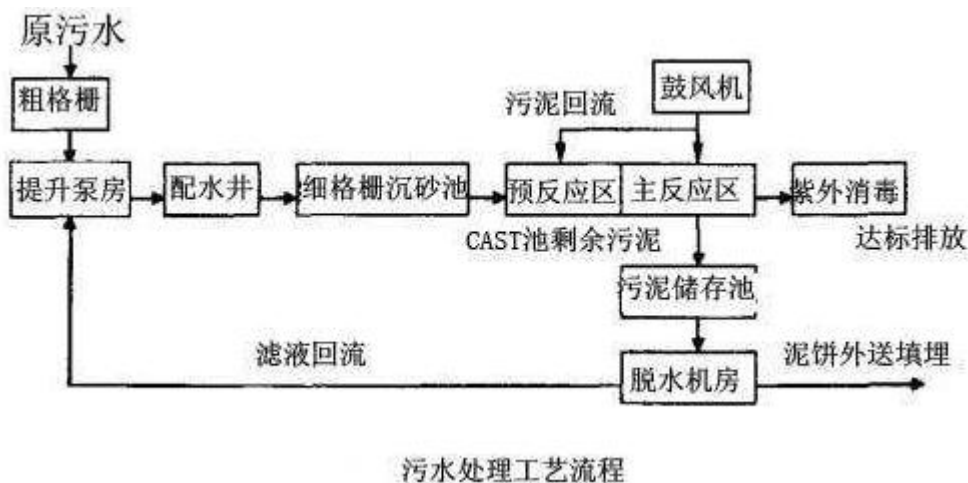 原污水
粗格栅
鼓风机
污泥回流
提升泵房
配水井
细格栅沉砂池
预反应区
主反应区
紫外消毒
CAST池剩余污泥
达标排放
污泥储存池
滤液回流
脱水机房
泥饼外送填埋
污水处理工艺流程